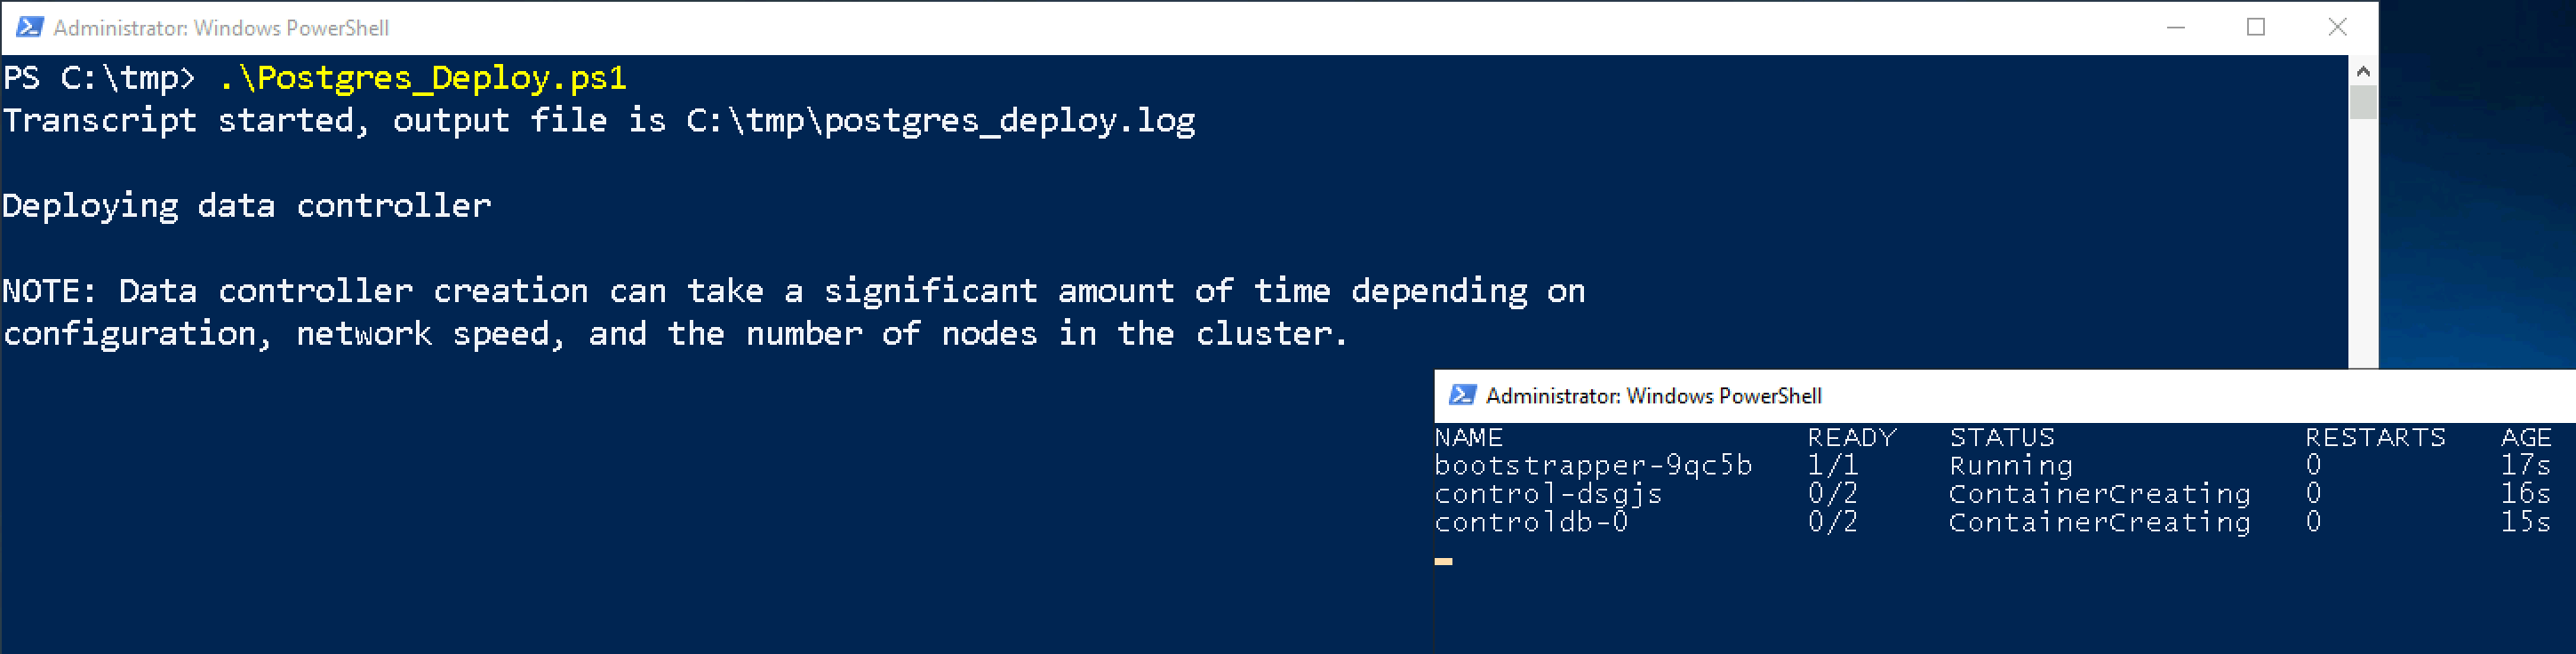 Administrator: Windows PowerShell
PS C:\tmp> .\Postgres_Deploy.ps1
Transcript started, output file is C:\tmp\postgres_deploy.log
Deploying data controller
NOTE: Data controller creation can take a significant amount of time depending on
configuration, network speed, and the number of nodes in the cluster.
Administrator: Windows PowerShell
NAME READY STATUS RESTARTS AGE
bootstrapper-9qc5b 1/1 Running 0 17s
control-dsgjs 0/2 ContainerCreating 0 16s
controldb-0 0/2 ContainerCreating 0 15s